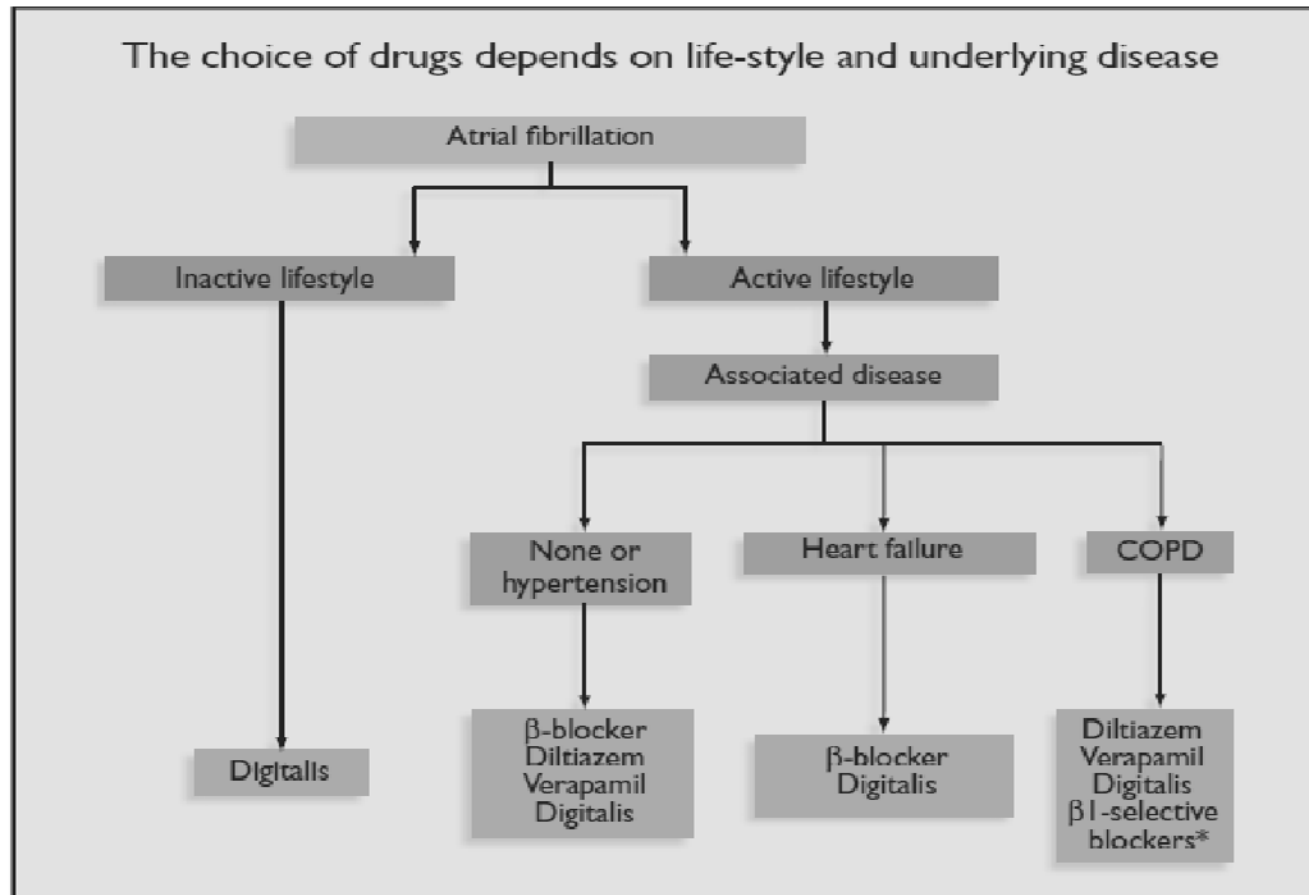 The choice of drugs depends on life-style and underlying disease
Atrial fibrillation
Inactive lifestyle
Active lifestyle
Associated disease
None or
hypertension
Heart failure
COPD
Digitalis
β-blocker
Diltiazem
Verapamil
Digitalis
β-blocker
Digitalis
Diltiazem
Verapamil
Digitalis
β1-selective
blockers*